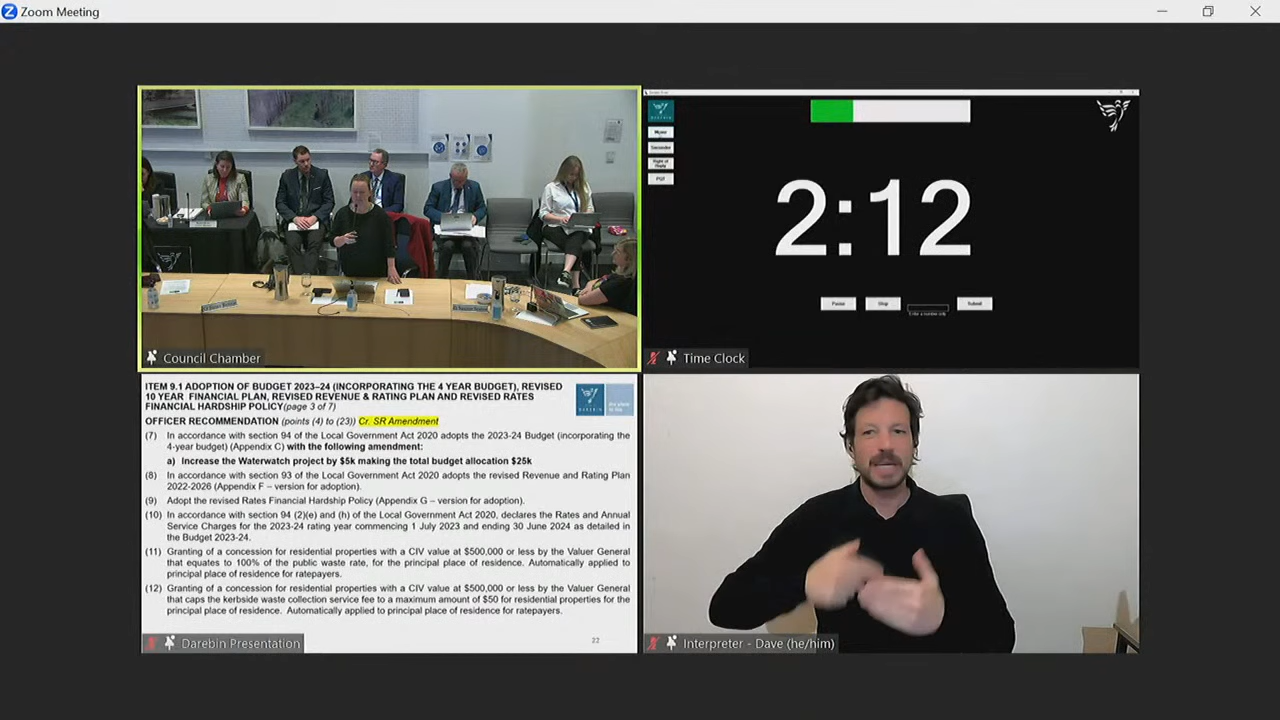 Zoom Meeting
Council Chamber
DAREBIN
Mover
Seconder
Right of Reply
2:12
Pause
Stop
Submit
Enter a number only
Time Clock
ITEM 9.1 ADOPTION OF BUDGET 2023–24 (INCORPORATING THE 4 YEAR BUDGET), REVISED
10 YEAR FINANCIAL PLAN, REVISED REVENUE & RATING PLAN AND REVISED RATES
FINANCIAL HARDSHIP POLICY(page 3 of 7)
OFFICER RECOMMENDATION (points (4) to (23)) Cr. SR Amendment
(7) In accordance with section 94 of the Local Government Act 2020 adopts the 2023-24 Budget (incorporating the
4-year budget) (Appendix C) with the following amendment:
a) Increase the Waterwatch project by $5k making the total budget allocation $25k
(8) In accordance with section 93 of the Local Government Act 2020 adopts the revised Revenue and Rating Plan
2022-2026 (Appendix F – version for adoption).
(9) Adopt the revised Rates Financial Hardship Policy (Appendix G – version for adoption).
(10) In accordance with section 94 (2)(e) and (h) of the Local Government Act 2020, declares the Rates and Annual
Service Charges for the 2023-24 rating year commencing 1 July 2023 and ending 30 June 2024 as detailed in
the Budget 2023-24.
(11) Granting of a concession for residential properties with a CIV value at $500,000 or less by the Valuer General
that equates to 100% of the public waste rate, for the principal place of residence. Automatically applied to
principal place of residence for ratepayers.
(12) Granting of a concession for residential properties with a CIV value at $500,000 or less by the Valuer General
that caps the kerbside waste collection service fee to a maximum amount of $50 for residential properties for the
principal place of residence. Automatically applied to principal place of residence for ratepayers.
DAREBIN
22
Darebin Presentation
Interpreter - Dave (he/him)